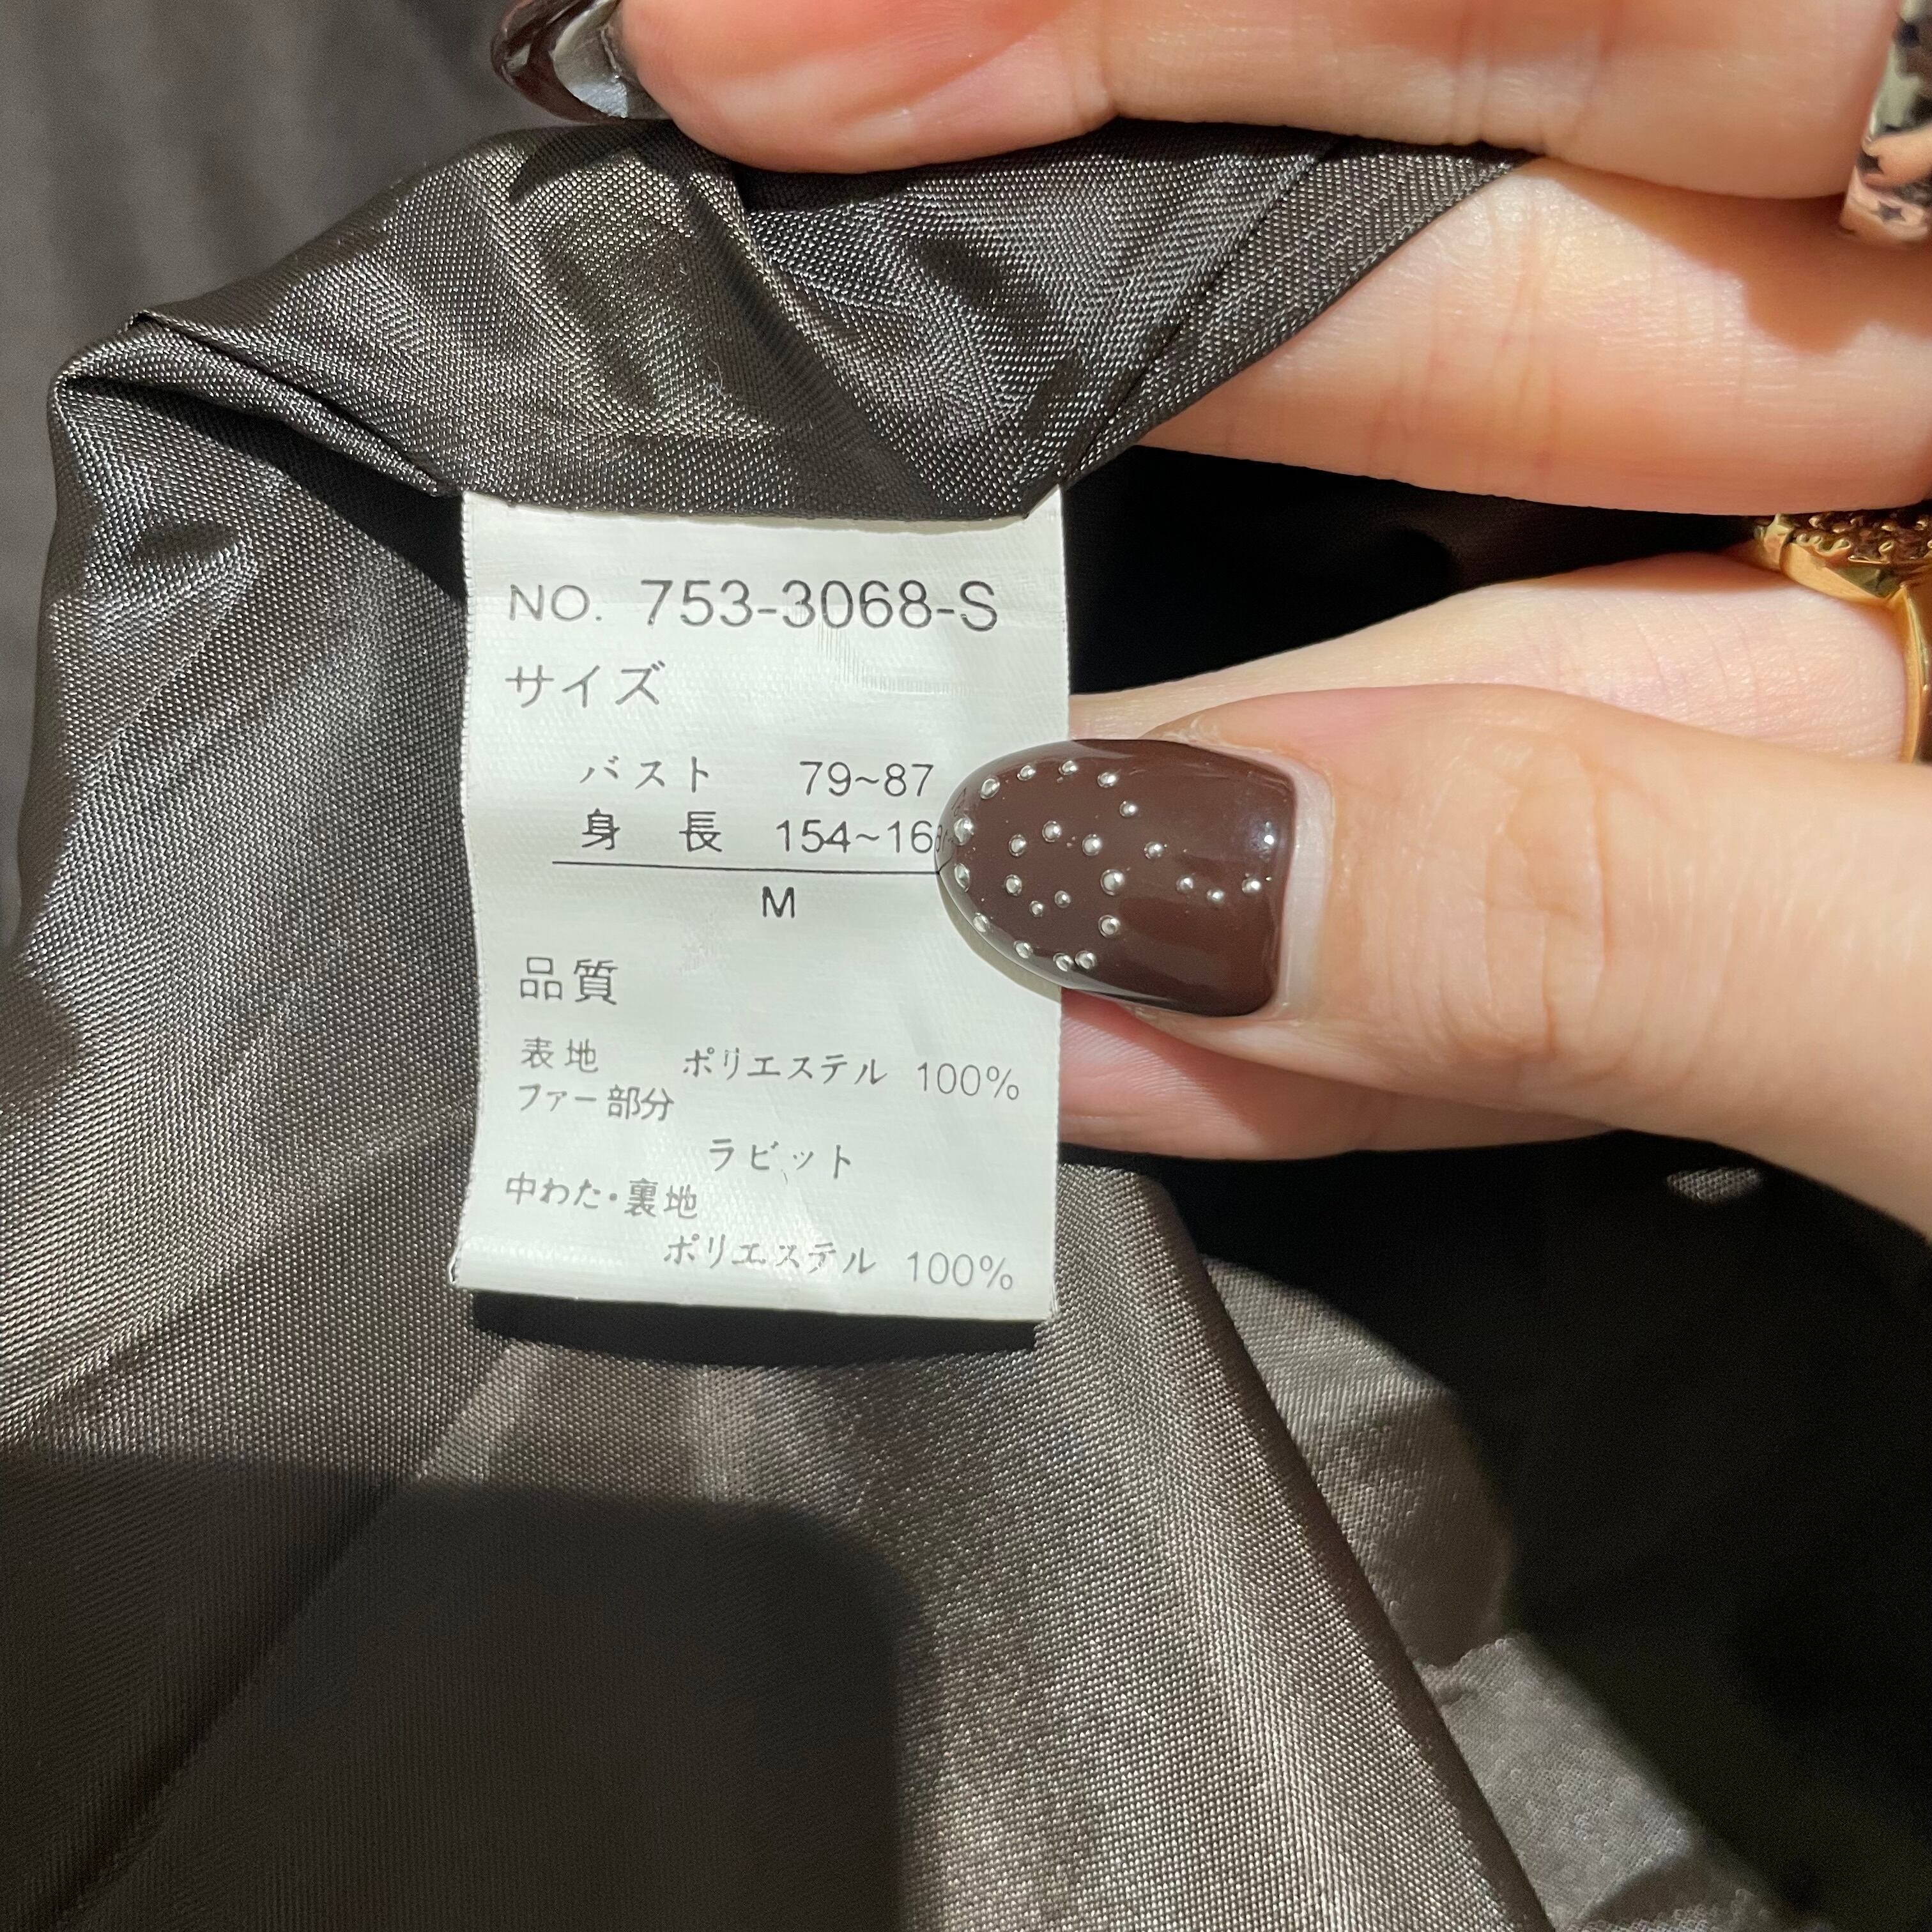 NO. 753-3068-S
サイズ
バスト 79~87
身 長 154~16
M
品質
表地 ポリエステル 100%
ファー部分
ラビット
中わた・裏地
ポリエステル 100%